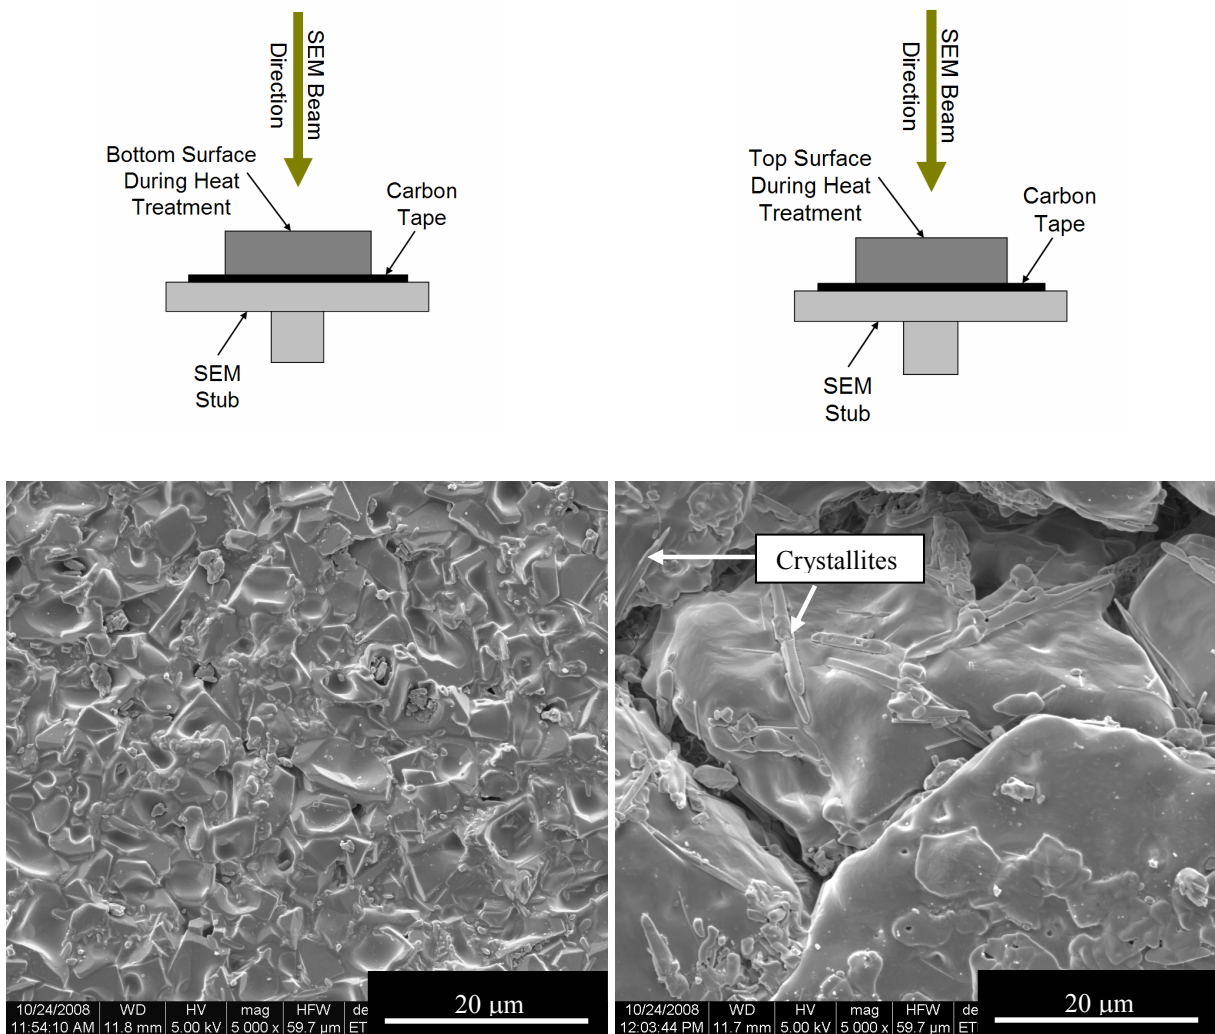 SEM Beam
Direction
Bottom Surface
During Heat
Treatment
Carbon
Tape
SEM
Stub
SEM Beam
Direction
Top Surface
During Heat
Treatment
Carbon
Tape
SEM
Stub
Crystallites
10/24/2008 WD HV mag HFW de
11:54:10 AM 11.8 mm 5.00 kV 5 000 x 59.7 µm ET
20 µm
10/24/2008 WD HV mag HFW de
12:03:44 PM 11.7 mm 5.00 kV 5 000 x 59.7 µm ET
20 µm